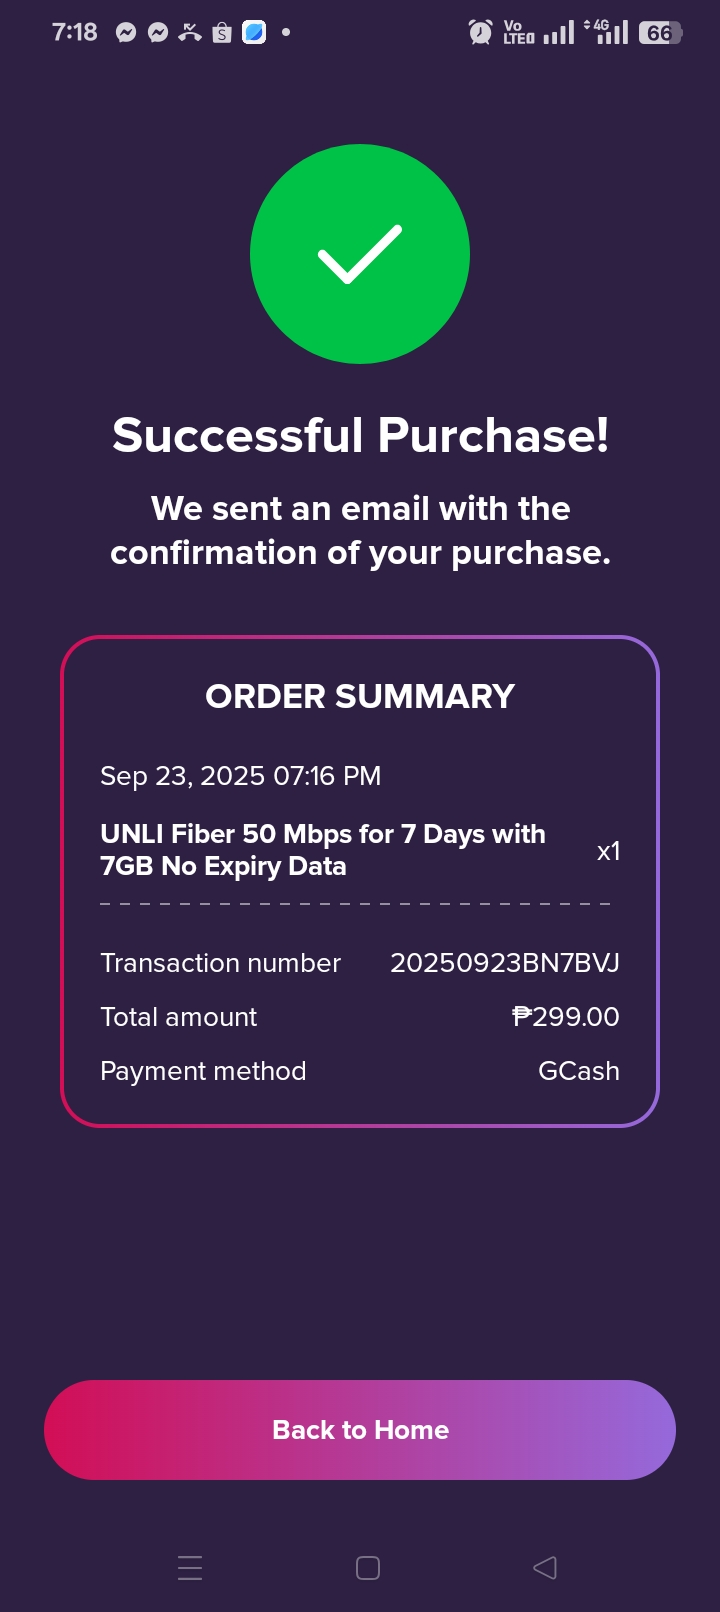 7:18
Vo LTE 4G 66
Successful Purchase!
We sent an email with the
confirmation of your purchase.
ORDER SUMMARY
Sep 23, 2025 07:16 PM
UNLI Fiber 50 Mbps for 7 Days with
7GB No Expiry Data
x1
Transaction number 20250923BN7BVJ
Total amount ₱299.00
Payment method GCash
Back to Home